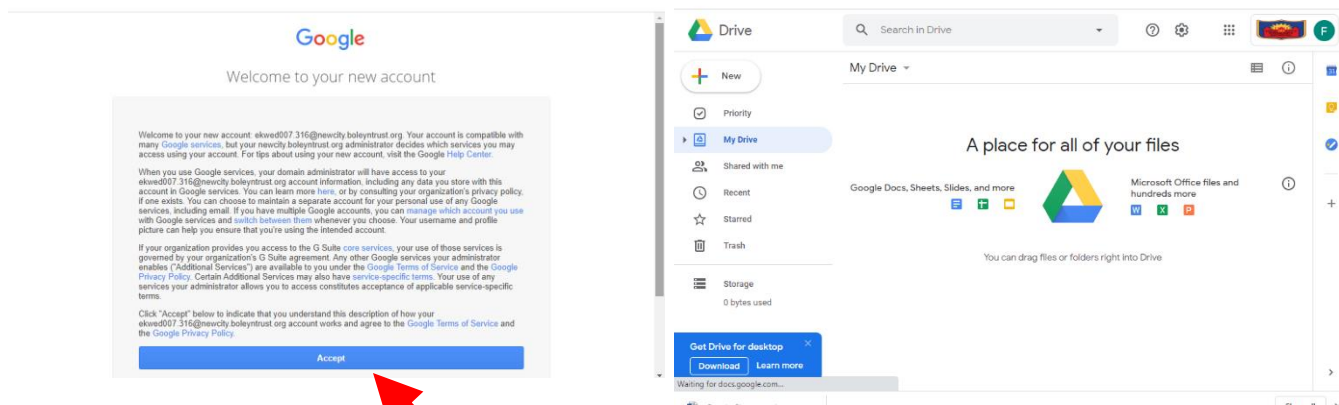 Google
Welcome to your new account
Welcome to your new account: ekwed007.316@newcity.boleyntrust.org. Your account is compatible with
many Google services, but your newcity.boleyntrust.org administrator decides which services you may
access using your account. For tips about using your new account, visit the Google Help Center.
When you use Google services, your domain administrator will have access to your
ekwed007.316@newcity.boleyntrust.org account information, including any data you store with this
account in Google services. You can learn more here, or by consulting your organization's privacy policy,
if one exists. You can choose to maintain a separate account for your personal use of any Google
services, including email. If you have multiple Google accounts, you can manage which account you use
with Google services and switch between them whenever you choose. Your username and profile
picture can help you ensure that you're using the intended account.
If your organization provides you access to the G Suite core services, your use of those services is
governed by your organization's G Suite agreement. Any other Google services your administrator
enables ("Additional Services") are available to you under the Google Terms of Service and the Google
Privacy Policy. Certain Additional Services may also have service-specific terms. Your use of any
services your administrator allows you to access constitutes acceptance of applicable service-specific
terms.
Click "Accept" below to indicate that you understand this description of how your
ekwed007.316@newcity.boleyntrust.org account works and agree to the Google Terms of Service and
the Google Privacy Policy.
Accept
Drive
Search in Drive
F
New
My Drive
Priority
My Drive
Shared with me
Recent
Starred
Trash
Storage
0 bytes used
Get Drive for desktop
Download Learn more
Waiting for docs.google.com...
A place for all of your files
Google Docs, Sheets, Slides, and more
Microsoft Office files and
hundreds more
W X P
You can drag files or folders right into Drive